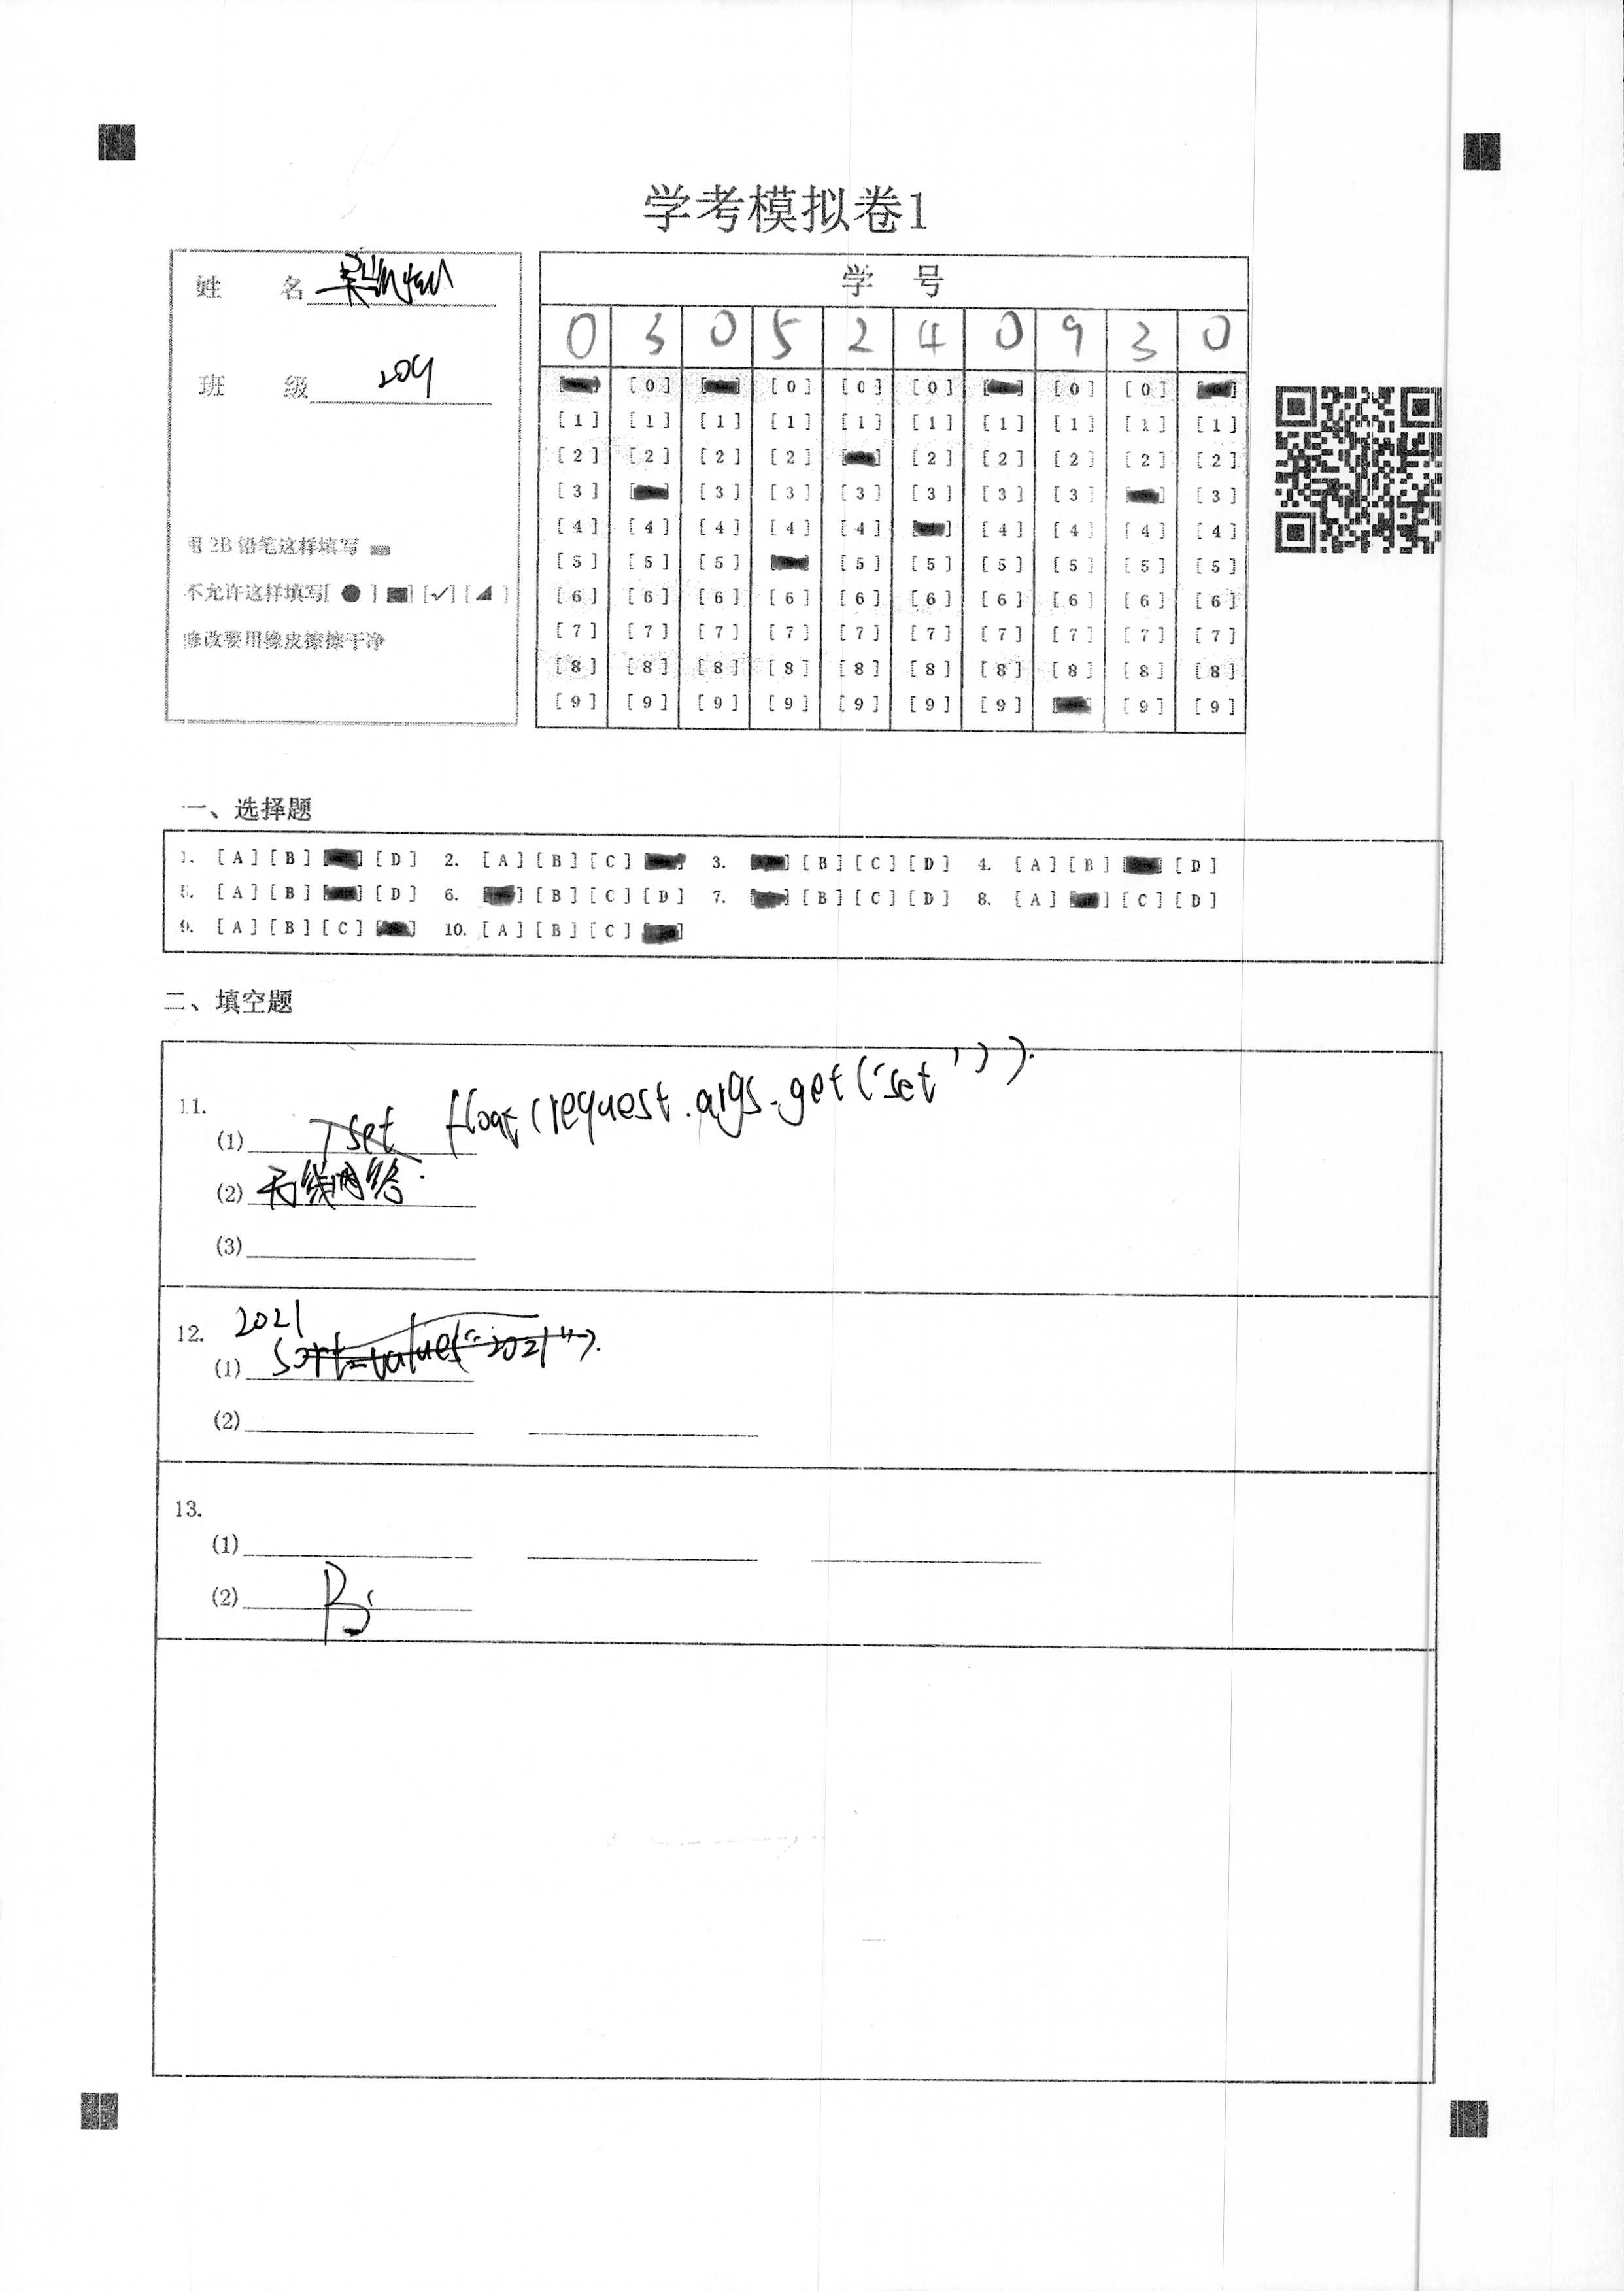 学考模拟卷1
姓 名
班 级 204
用2B铅笔这样填写
不允许这样填写[●] [■] [✓] [◢]
修改要用橡皮擦擦干净
学 号
0 3 0 5 2 4 0 9 3 0
[0] [0] [0] [0] [0] [0]
[1] [1] [1] [1] [1] [1] [1] [1] [1] [1]
[2] [2] [2] [2] [2] [2] [2] [2] [2]
[3] [3] [3] [3] [3] [3] [3] [3]
[4] [4] [4] [4] [4] [4] [4] [4] [4]
[5] [5] [5] [5] [5] [5] [5] [5] [5]
[6] [6] [6] [6] [6] [6] [6] [6] [6] [6]
[7] [7] [7] [7] [7] [7] [7] [7] [7] [7]
[8] [8] [8] [8] [8] [8] [8] [8] [8] [8]
[9] [9] [9] [9] [9] [9] [9] [9] [9]
一、选择题
1. [A] [B] [D] 2. [A] [B] [C] 3. [B] [C] [D] 4. [A] [B] [D]
5. [A] [B] [D] 6. [B] [C] [D] 7. [B] [C] [D] 8. [A] [C] [D]
9. [A] [B] [C] 10. [A] [B] [C]
二、填空题
11.
(1) Tset float(request.args.get('set'))
(2) 无线网络
(3)
12. 2021
(1) sort_values("2021")
(2)
13.
(1)
(2) B